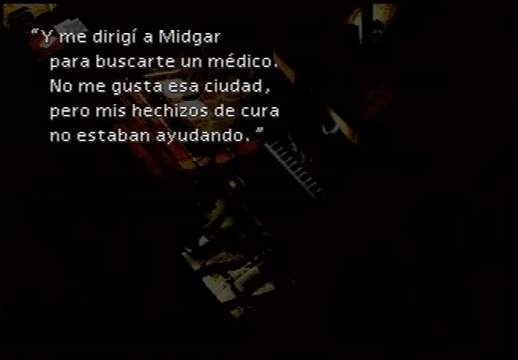 “Y me dirigí a Midgar
para buscarte un médico.
No me gusta esa ciudad,
pero mis hechizos de cura
no estaban ayudando.”